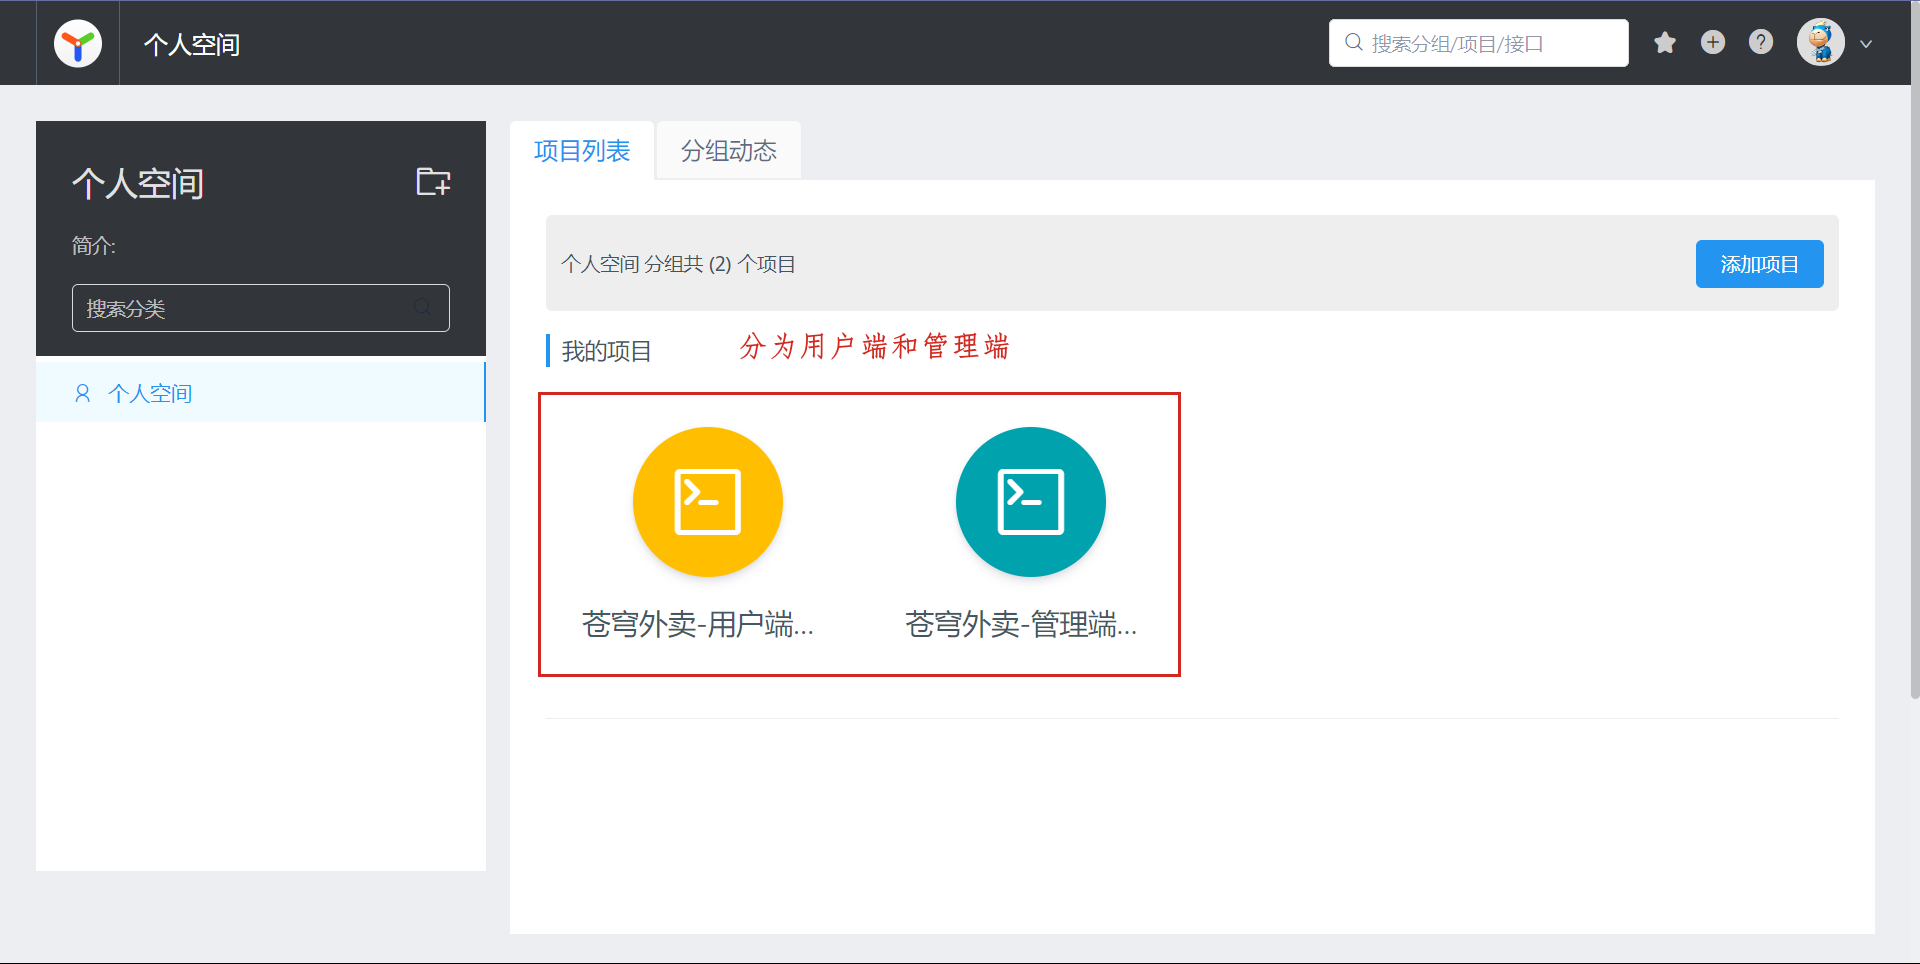 个人空间
搜索分组/项目/接口
个人空间
简介:
搜索分类
个人空间
项目列表
分组动态
个人空间 分组共 (2) 个项目
添加项目
我的项目
分为用户端和管理端
苍穹外卖-用户端...
苍穹外卖-管理端...